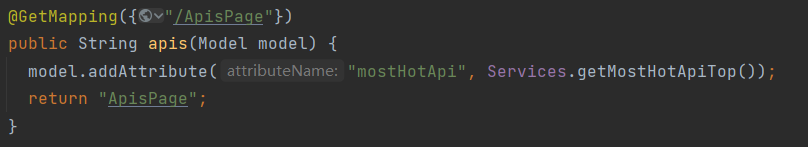 @GetMapping({"/ApisPage"})
public String apis(Model model) {
model.addAttribute( attributeName: "mostHotApi", Services.getMostHotApiTop());
return "ApisPage";
}